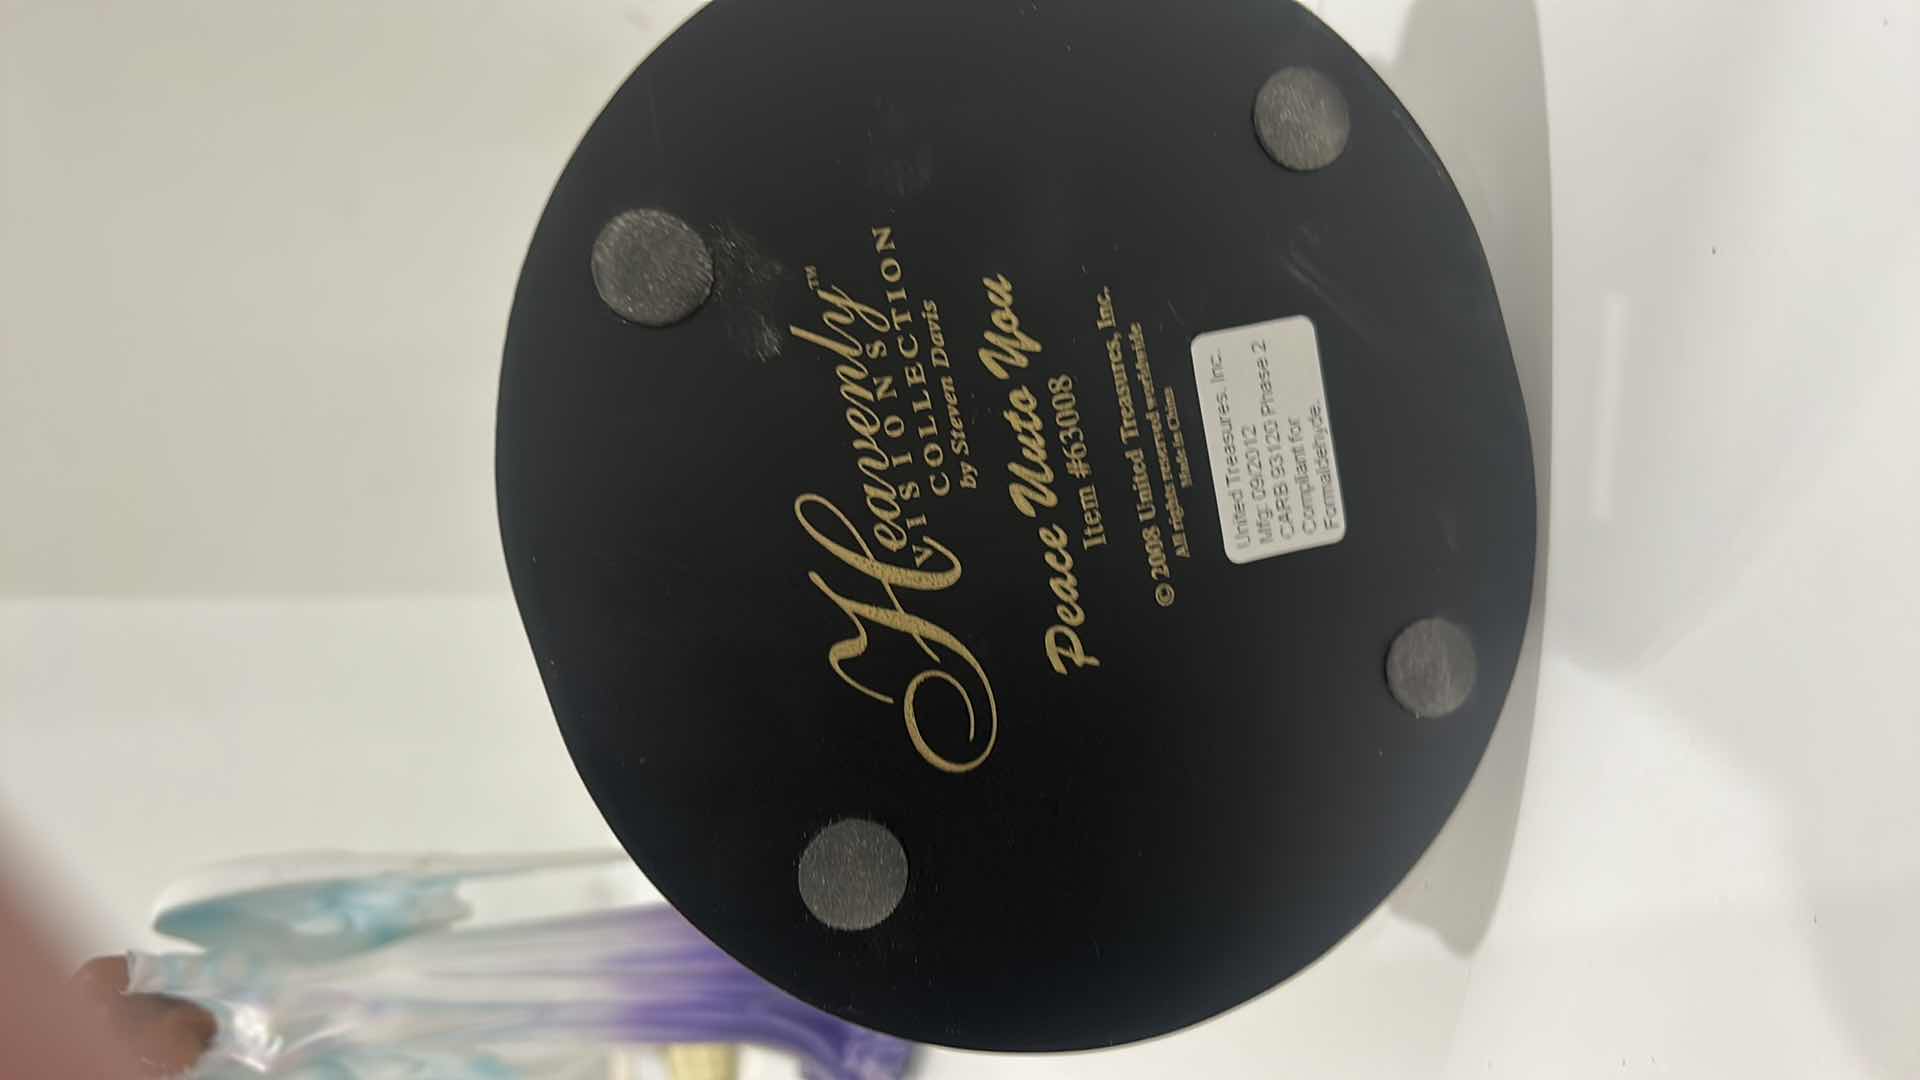 Heavenly™
VISIONS
COLLECTION
by Steven Davis
Peace Unto You
Item #63008
© 2008 United Treasures, Inc.
All rights reserved worldwide
Made in China
United Treasures, Inc.
Mfg: 09/2012
CARB 93120 Phase 2
Compliant for
Formaldehyde.